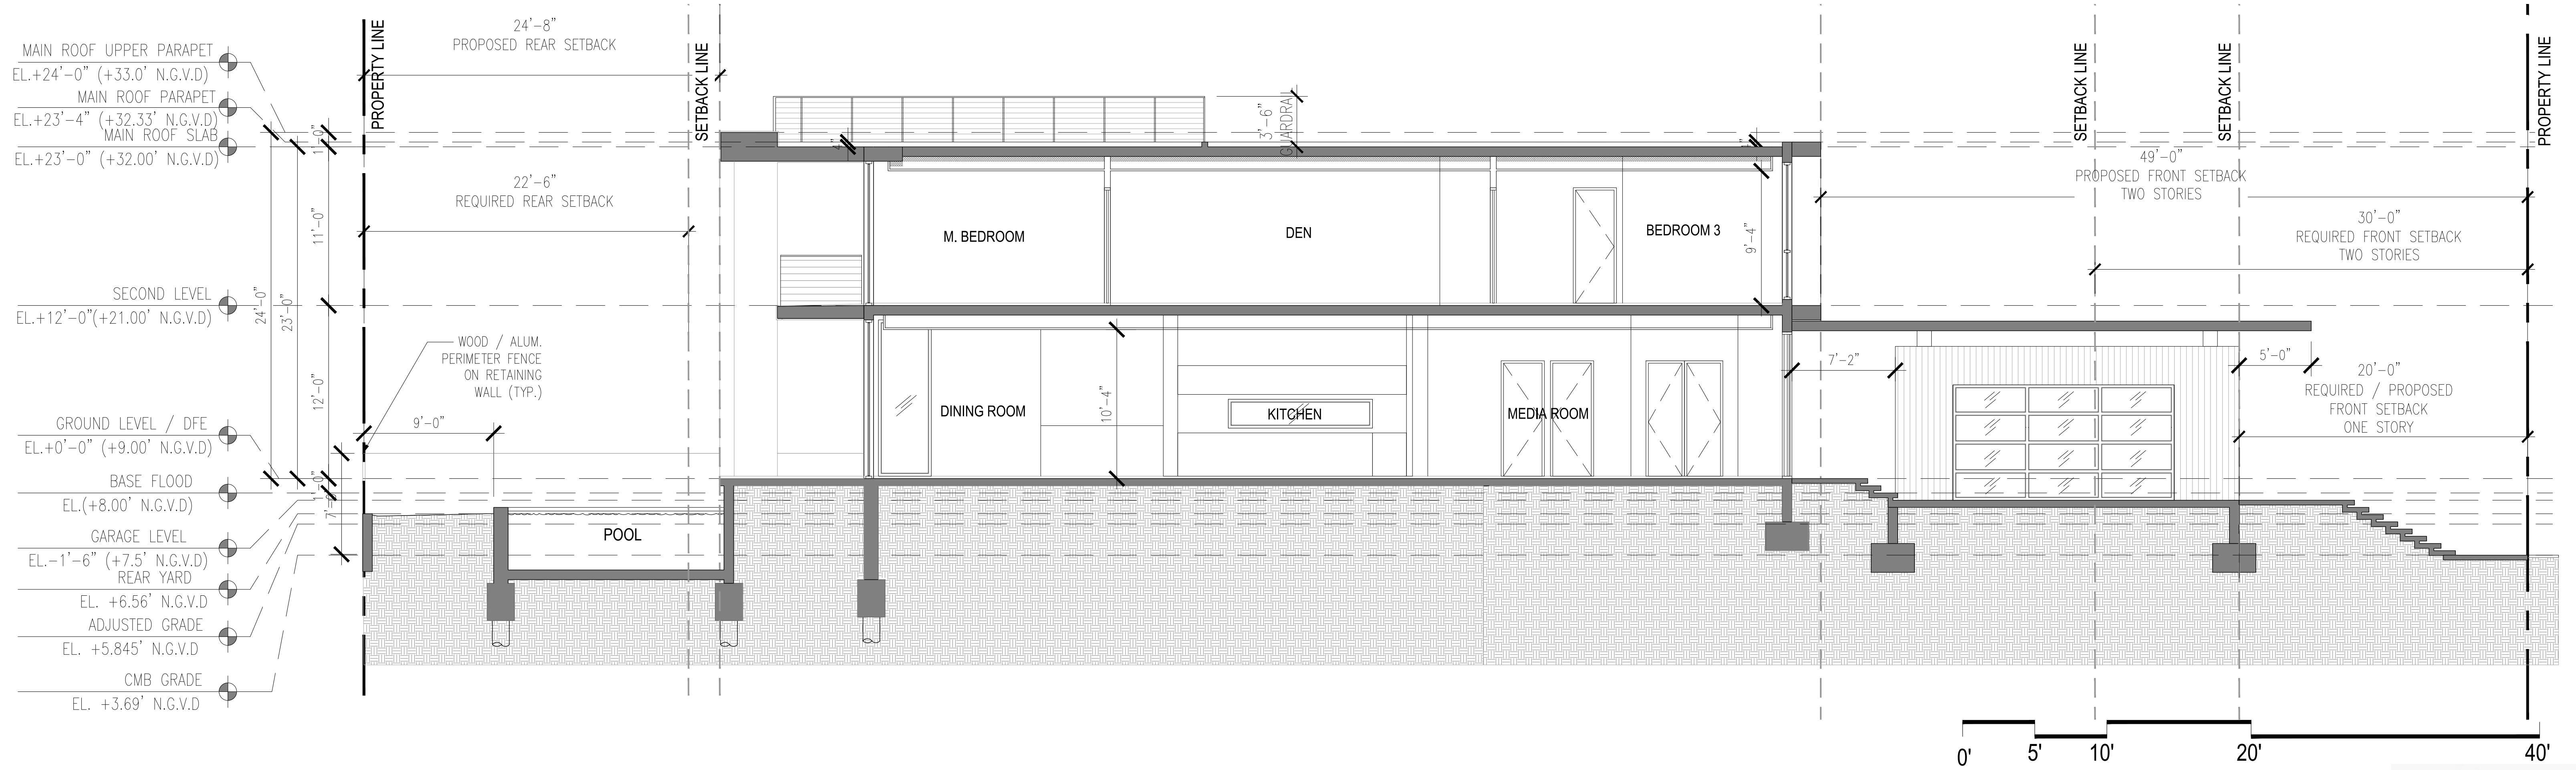 MAIN ROOF UPPER PARAPET
EL.+24'-0" (+33.0' N.G.V.D)
MAIN ROOF PARAPET
EL.+23'-4" (+32.33' N.G.V.D)
MAIN ROOF SLAB
EL.+23'-0" (+32.00' N.G.V.D)
SECOND LEVEL
EL.+12'-0"(+21.00' N.G.V.D)
GROUND LEVEL / DFE
EL.+0'-0" (+9.00' N.G.V.D)
BASE FLOOD
EL.(+8.00' N.G.V.D)
GARAGE LEVEL
EL.-1'-6" (+7.5' N.G.V.D)
REAR YARD
EL. +6.56' N.G.V.D
ADJUSTED GRADE
EL. +5.845' N.G.V.D
CMB GRADE
EL. +3.69' N.G.V.D
24'-0"
23'-0"
1'-0"
11'-0"
12'-0"
1'-0"
PROPERTY LINE
24'-8"
PROPOSED REAR SETBACK
SETBACK LINE
22'-6"
REQUIRED REAR SETBACK
WOOD / ALUM.
PERIMETER FENCE
ON RETAINING
WALL (TYP.)
9'-0"
POOL
4"
3'-6"
GUARDRAIL
M. BEDROOM
DEN
BEDROOM 3
9'-4"
DINING ROOM
10'-4"
KITCHEN
MEDIA ROOM
7'-2"
5'-0"
SETBACK LINE
SETBACK LINE
PROPERTY LINE
49'-0"
PROPOSED FRONT SETBACK
TWO STORIES
30'-0"
REQUIRED FRONT SETBACK
TWO STORIES
20'-0"
REQUIRED / PROPOSED
FRONT SETBACK
ONE STORY
0'
5'
10'
20'
40'